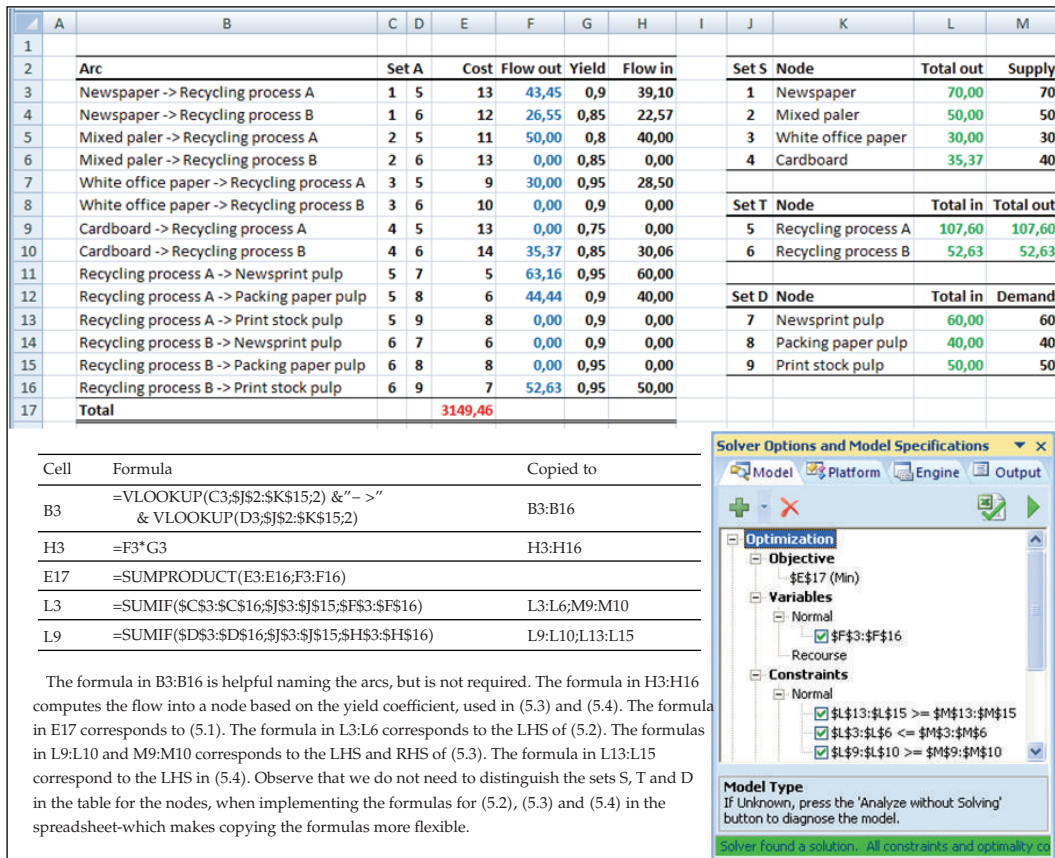 A B C D E F G H I J K L M
1
2 Arc Set A Cost Flow out Yield Flow in Set S Node Total out Supply
3 Newspaper -> Recycling process A 1 5 13 43,45 0,9 39,10 1 Newspaper 70,00 70
4 Newspaper -> Recycling process B 1 6 12 26,55 0,85 22,57 2 Mixed paler 50,00 50
5 Mixed paler -> Recycling process A 2 5 11 50,00 0,8 40,00 3 White office paper 30,00 30
6 Mixed paler -> Recycling process B 2 6 13 0,00 0,85 0,00 4 Cardboard 35,37 40
7 White office paper -> Recycling process A 3 5 9 30,00 0,95 28,50
8 White office paper -> Recycling process B 3 6 10 0,00 0,9 0,00 Set T Node Total in Total out
9 Cardboard -> Recycling process A 4 5 13 0,00 0,75 0,00 5 Recycling process A 107,60 107,60
10 Cardboard -> Recycling process B 4 6 14 35,37 0,85 30,06 6 Recycling process B 52,63 52,63
11 Recycling process A -> Newsprint pulp 5 7 5 63,16 0,95 60,00
12 Recycling process A -> Packing paper pulp 5 8 6 44,44 0,9 40,00 Set D Node Total in Demand
13 Recycling process A -> Print stock pulp 5 9 8 0,00 0,9 0,00 7 Newsprint pulp 60,00 60
14 Recycling process B -> Newsprint pulp 6 7 6 0,00 0,9 0,00 8 Packing paper pulp 40,00 40
15 Recycling process B -> Packing paper pulp 6 8 8 0,00 0,95 0,00 9 Print stock pulp 50,00 50
16 Recycling process B -> Print stock pulp 6 9 7 52,63 0,95 50,00
17 Total 3149,46
Cell Formula Copied to
B3 =VLOOKUP(C3;$J$2:$K$15;2) &”– >”
& VLOOKUP(D3;$J$2:$K$15;2) B3:B16
H3 =F3*G3 H3:H16
E17 =SUMPRODUCT(E3:E16;F3:F16)
L3 =SUMIF($C$3:$C$16;$J$3:$J$15;$F$3:$F$16) L3:L6;M9:M10
L9 =SUMIF($D$3:$D$16;$J$3:$J$15;$H$3:$H$16) L9:L10;L13:L15
The formula in B3:B16 is helpful naming the arcs, but is not required. The formula in H3:H16
computes the flow into a node based on the yield coefficient, used in (5.3) and (5.4). The formula
in E17 corresponds to (5.1). The formula in L3:L6 corresponds to the LHS of (5.2). The formulas
in L9:L10 and M9:M10 corresponds to the LHS and RHS of (5.3). The formula in L13:L15
correspond to the LHS in (5.4). Observe that we do not need to distinguish the sets S, T and D
in the table for the nodes, when implementing the formulas for (5.2), (5.3) and (5.4) in the
spreadsheet-which makes copying the formulas more flexible.
Solver Options and Model Specifications
Model Platform Engine Output
Optimization
Objective
$E$17 (Min)
Variables
Normal
$F$3:$F$16
Recourse
Constraints
Normal
$L$13:$L$15 >= $M$13:$M$15
$L$3:$L$6 <= $M$3:$M$6
$L$9:$L$10 >= $M$9:$M$10
Model Type
If Unknown, press the 'Analyze without Solving'
button to diagnose the model.
Solver found a solution. All constraints and optimality co